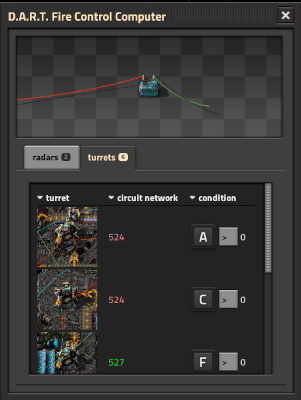 D.A.R.T. Fire Control Computer
radars 2 turrets 6
turret circuit network condition
524 A > 0
524 C > 0
527 F > 0